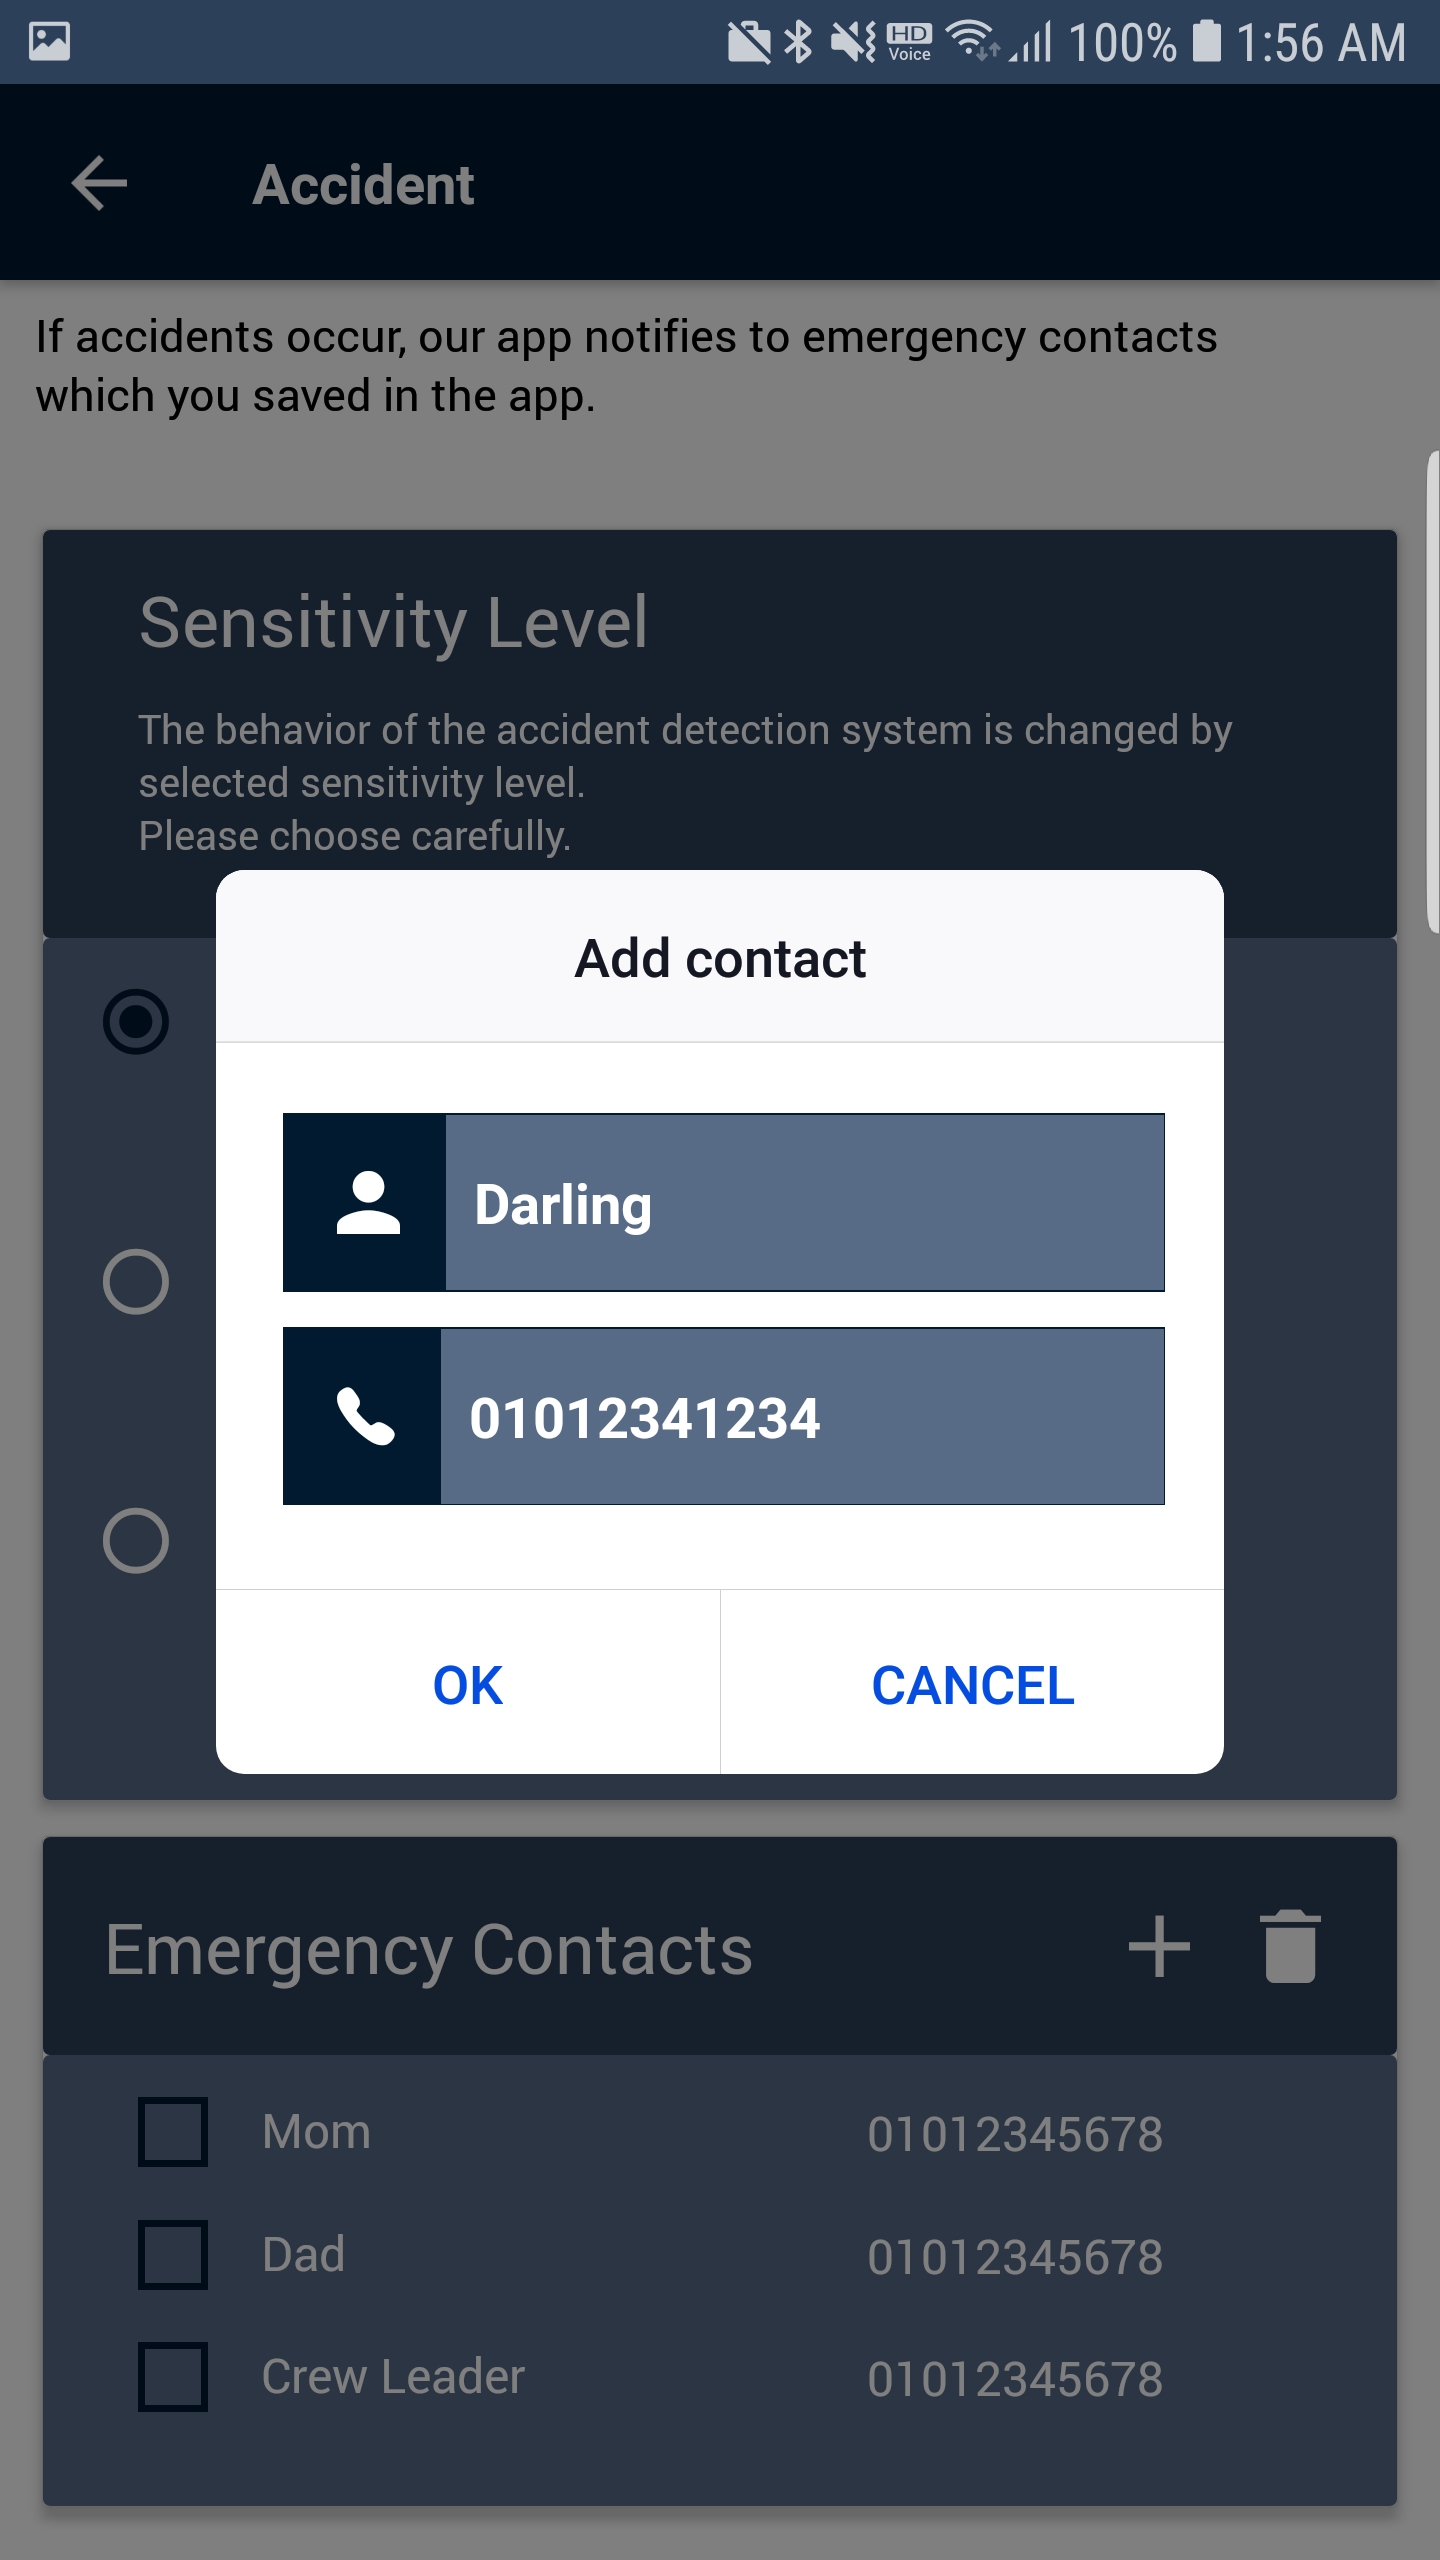 HD Voice 100% 1:56 AM
Accident
If accidents occur, our app notifies to emergency contacts
which you saved in the app.
Sensitivity Level
The behavior of the accident detection system is changed by
selected sensitivity level.
Please choose carefully.
Add contact
Darling
01012341234
OK CANCEL
Emergency Contacts
Mom 01012345678
Dad 01012345678
Crew Leader 01012345678